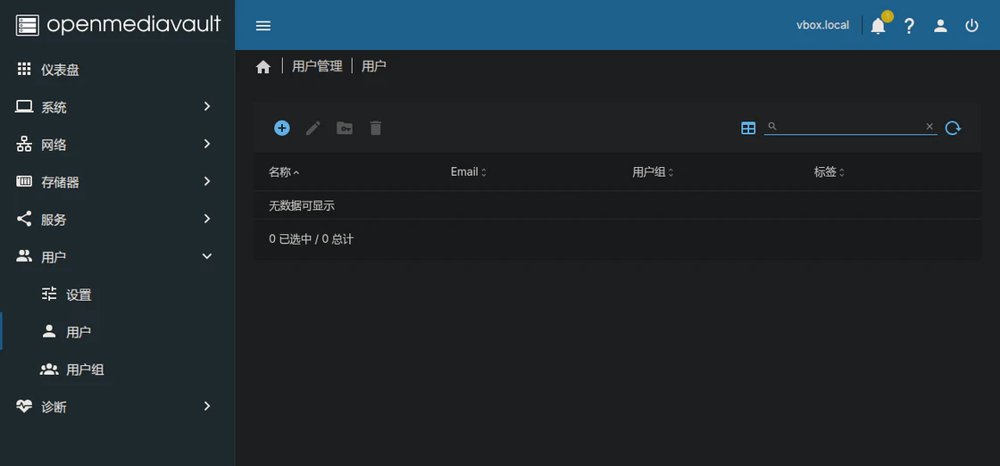 openmediavault
vbox.local
仪表盘
系统
网络
存储器
服务
用户
设置
用户
用户组
诊断
用户管理 用户
名称 Email 用户组 标签
无数据可显示
0 已选中 / 0 总计